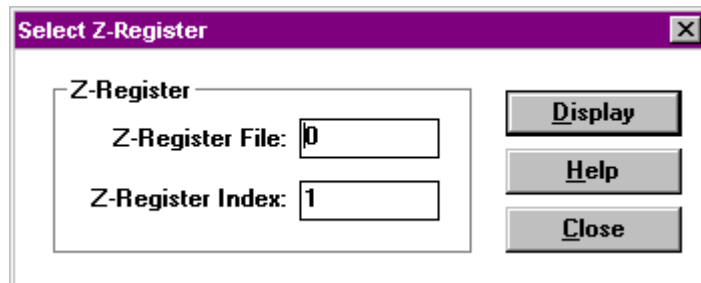 Select Z-Register
Z-Register
Z-Register File: 0
Z-Register Index: 1
Display
Help
Close